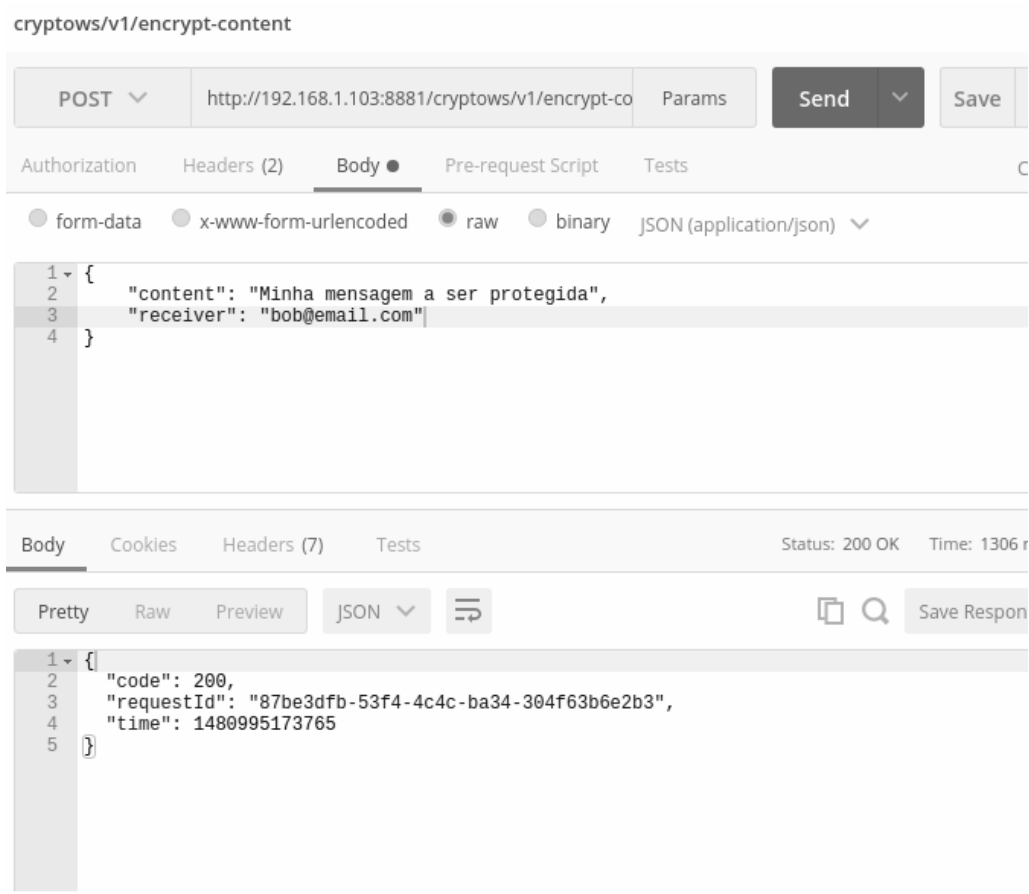 cryptows/v1/encrypt-content
POST http://192.168.1.103:8881/cryptows/v1/encrypt-co Params Send Save
Authorization Headers (2) Body Pre-request Script Tests C
form-data x-www-form-urlencoded raw binary JSON (application/json)
1 {
2 "content": "Minha mensagem a ser protegida",
3 "receiver": "bob@email.com"
4 }
Body Cookies Headers (7) Tests Status: 200 OK Time: 1306
Pretty Raw Preview JSON Save Respon
1 {
2 "code": 200,
3 "requestId": "87be3dfb-53f4-4c4c-ba34-304f63b6e2b3",
4 "time": 1480995173765
5 }